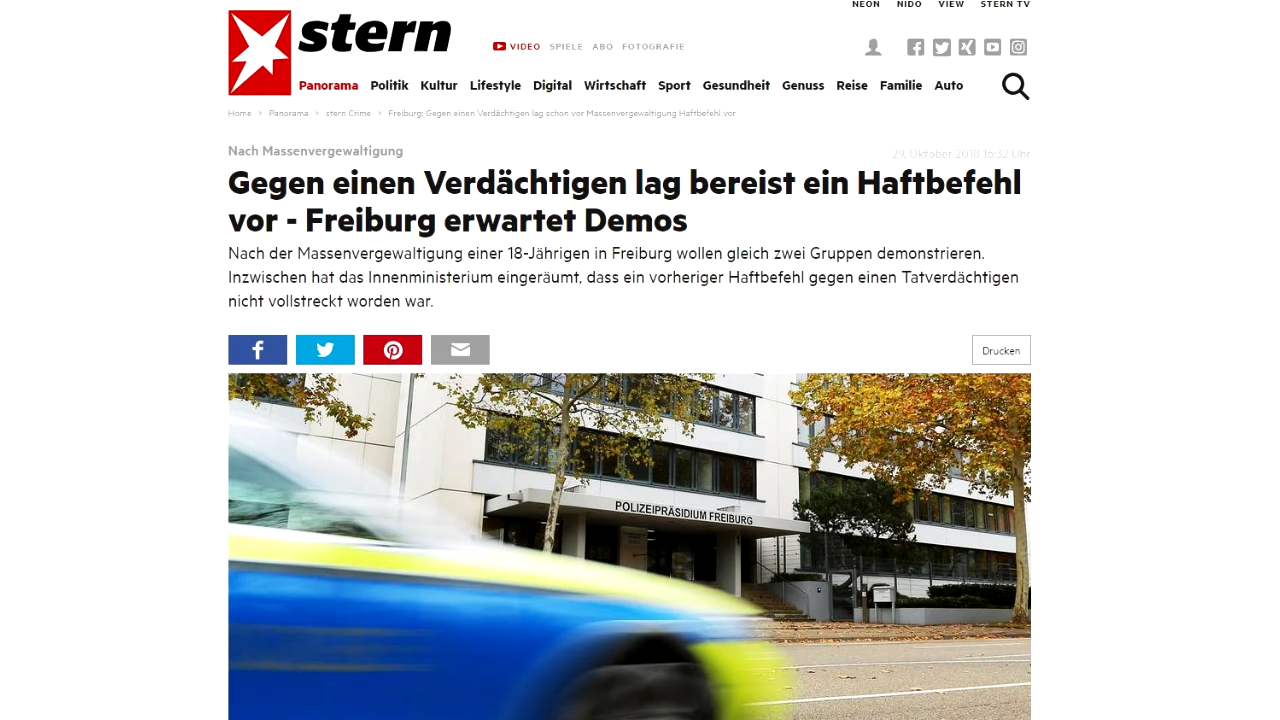 NEON NIDO VIEW STERN TV
stern
VIDEO SPIELE ABO FOTOGRAFIE
Panorama Politik Kultur Lifestyle Digital Wirtschaft Sport Gesundheit Genuss Reise Familie Auto
Home > Panorama > stern Crime > Freiburg: Gegen einen Verdächtigen lag schon vor Massenvergewaltigung Haftbefehl vor
Nach Massenvergewaltigung
29. Oktober 2018 16:32 Uhr
Gegen einen Verdächtigen lag bereist ein Haftbefehl
vor - Freiburg erwartet Demos
Nach der Massenvergewaltigung einer 18-Jährigen in Freiburg wollen gleich zwei Gruppen demonstrieren.
Inzwischen hat das Innenministerium eingeräumt, dass ein vorheriger Haftbefehl gegen einen Tatverdächtigen
nicht vollstreckt worden war.
Drucken
POLIZEIPRÄSIDIUM FREIBURG